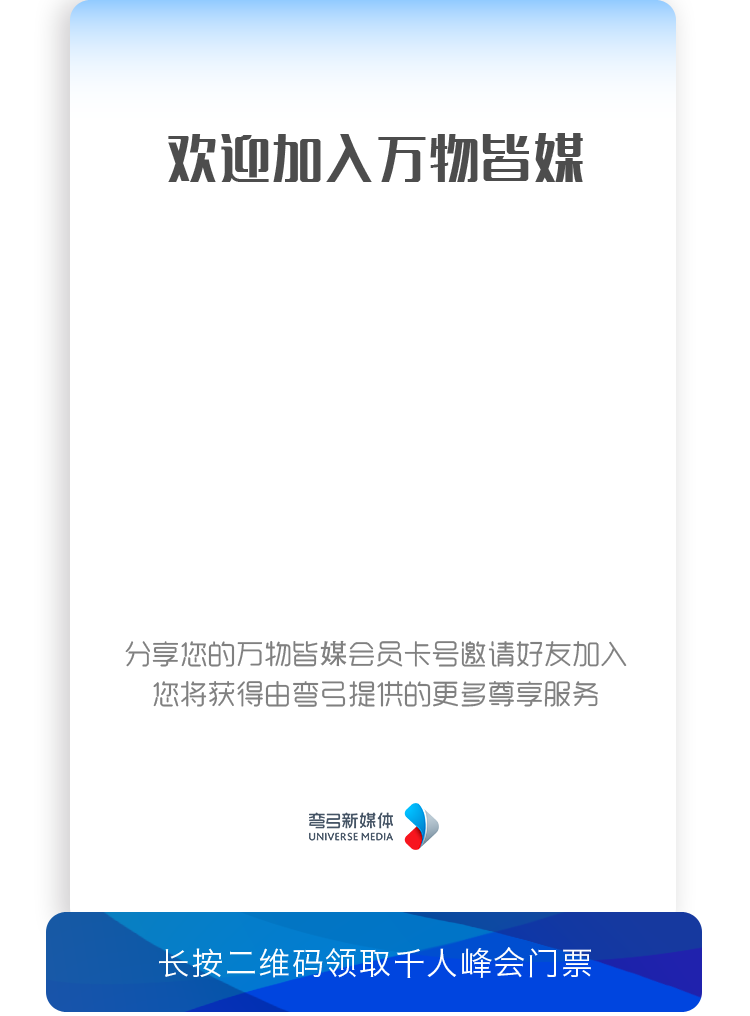 欢迎加入万物皆媒
分享您的万物皆媒会员卡号邀请好友加入
您将获得由弯弓提供的更多尊享服务
弯弓新媒体
UNIVERSE MEDIA
长按二维码领取千人峰会门票